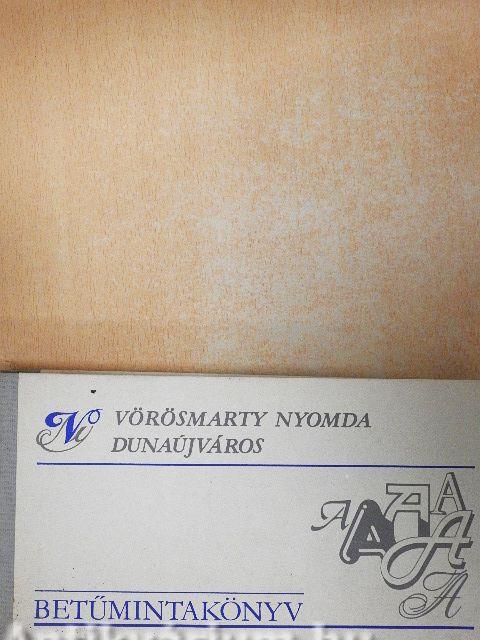 VÖRÖSMARTY NYOMDA
DUNAÚJVÁROS
A A A A A A
BETŰMINTAKÖNYV